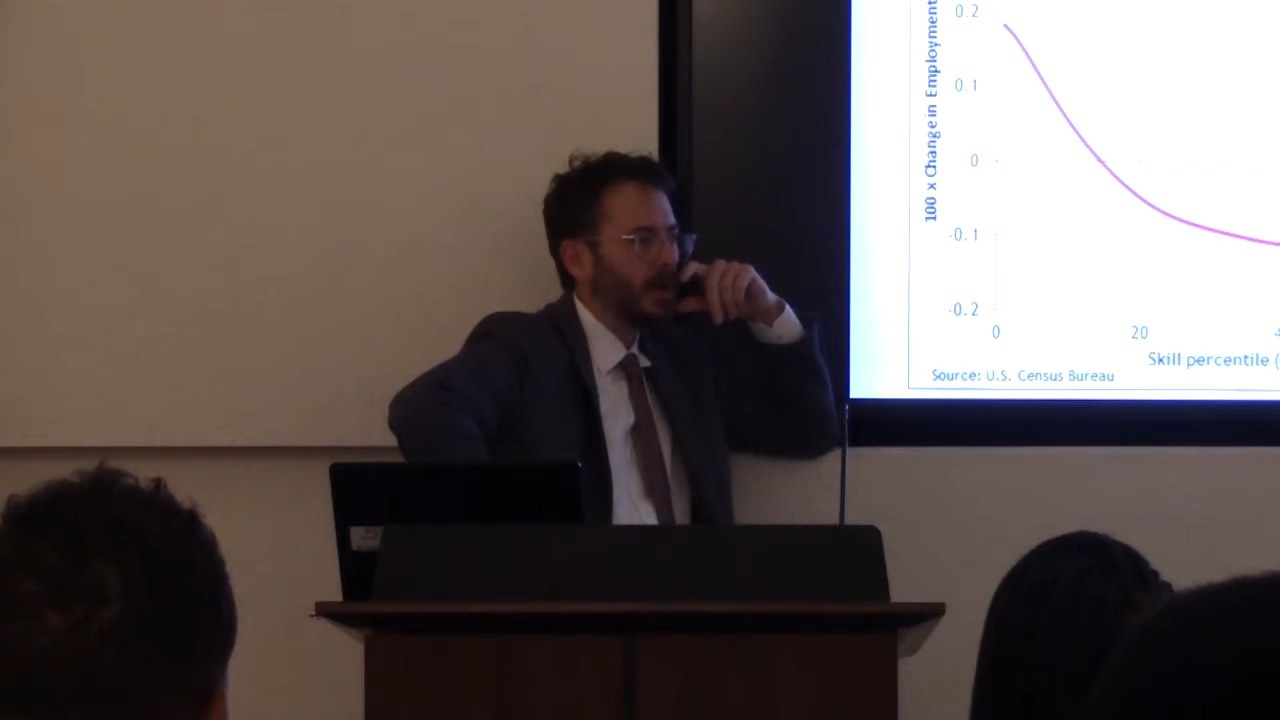 100 x Change in Employment
0.2
0.1
0
-0.1
-0.2
0
20
Skill percentile (
Source: U.S. Census Bureau